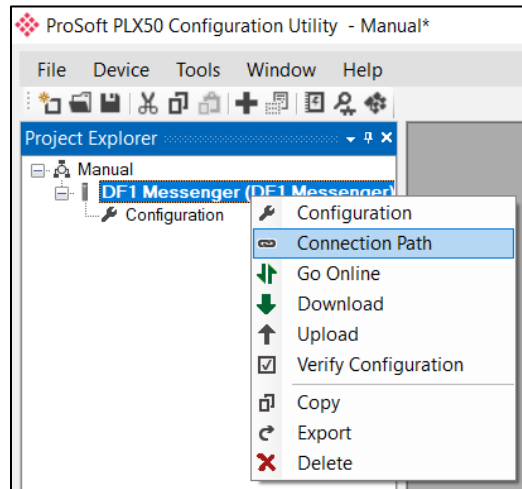 ProSoft PLX50 Configuration Utility - Manual*
File Device Tools Window Help
Project Explorer
Manual
DF1 Messenger (DF1 Messenger)
Configuration
Configuration
Connection Path
Go Online
Download
Upload
Verify Configuration
Copy
Export
Delete